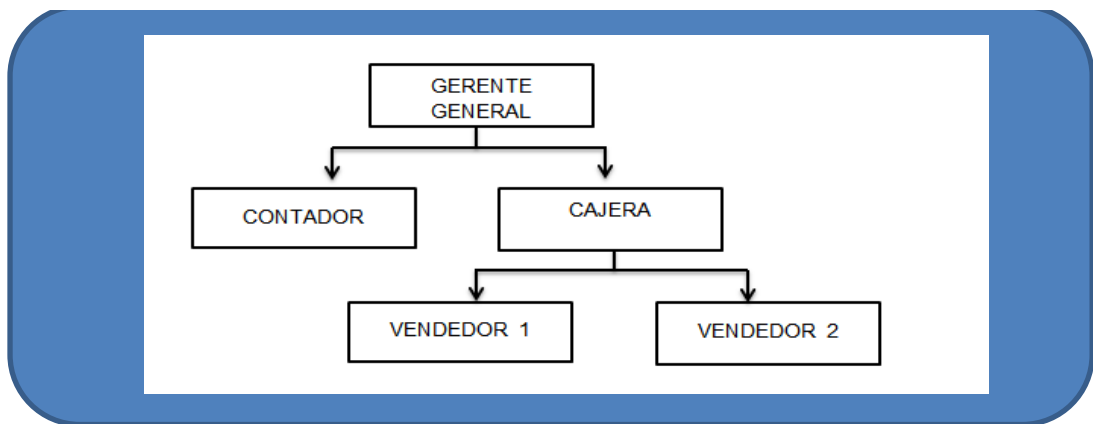 GERENTE
GENERAL
CONTADOR
CAJERA
VENDEDOR 1
VENDEDOR 2